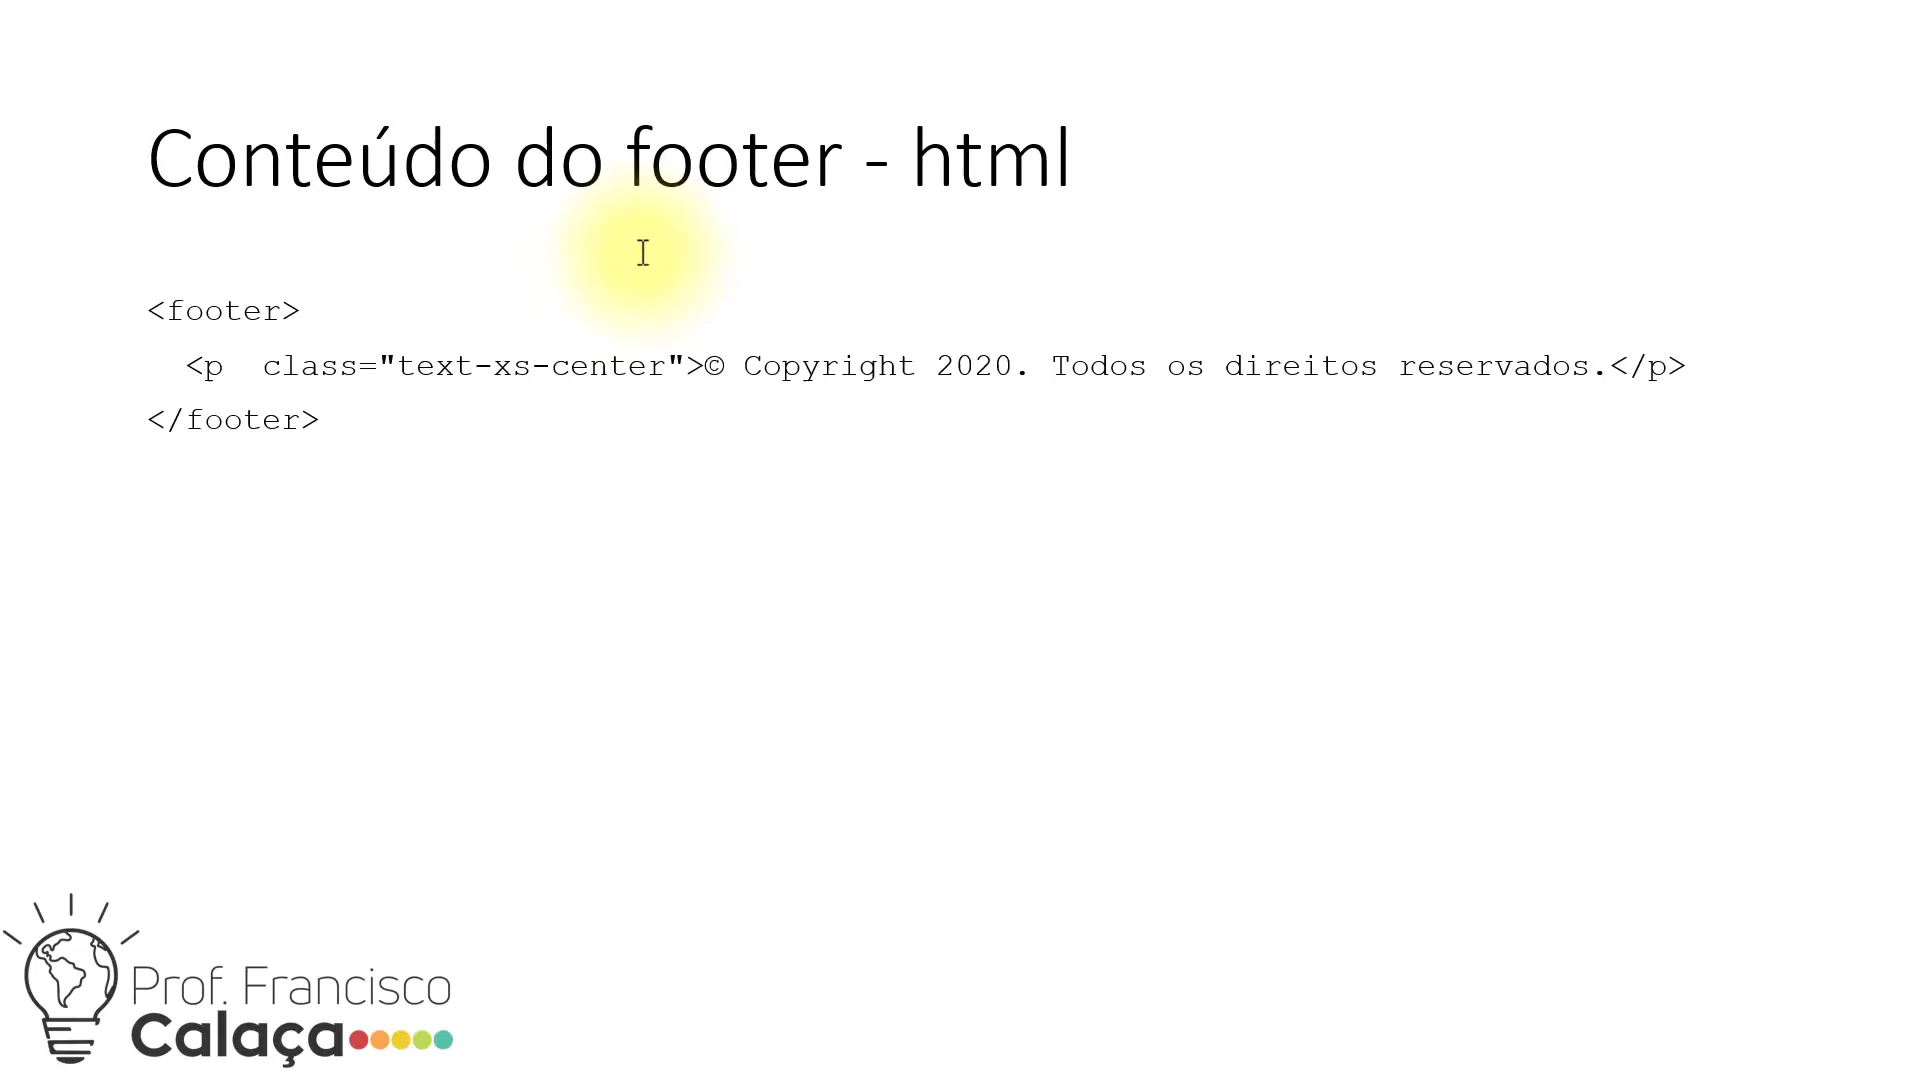 Conteúdo do footer - html
<footer>
<p  class="text-xs-center">© Copyright 2020. Todos os direitos reservados.</p>
</footer>
Prof. Francisco
Calaça